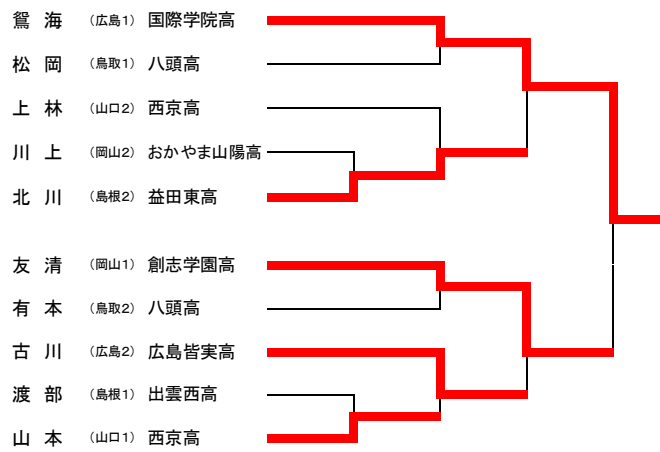 鴛海 （広島1） 国際学院高
松岡 （鳥取1） 八頭高
上林 （山口2） 西京高
川上 （岡山2） おかやま山陽高
北川 （島根2） 益田東高
友清 （岡山1） 創志学園高
有本 （鳥取2） 八頭高
古川 （広島2） 広島皆実高
渡部 （島根1） 出雲西高
山本 （山口1） 西京高